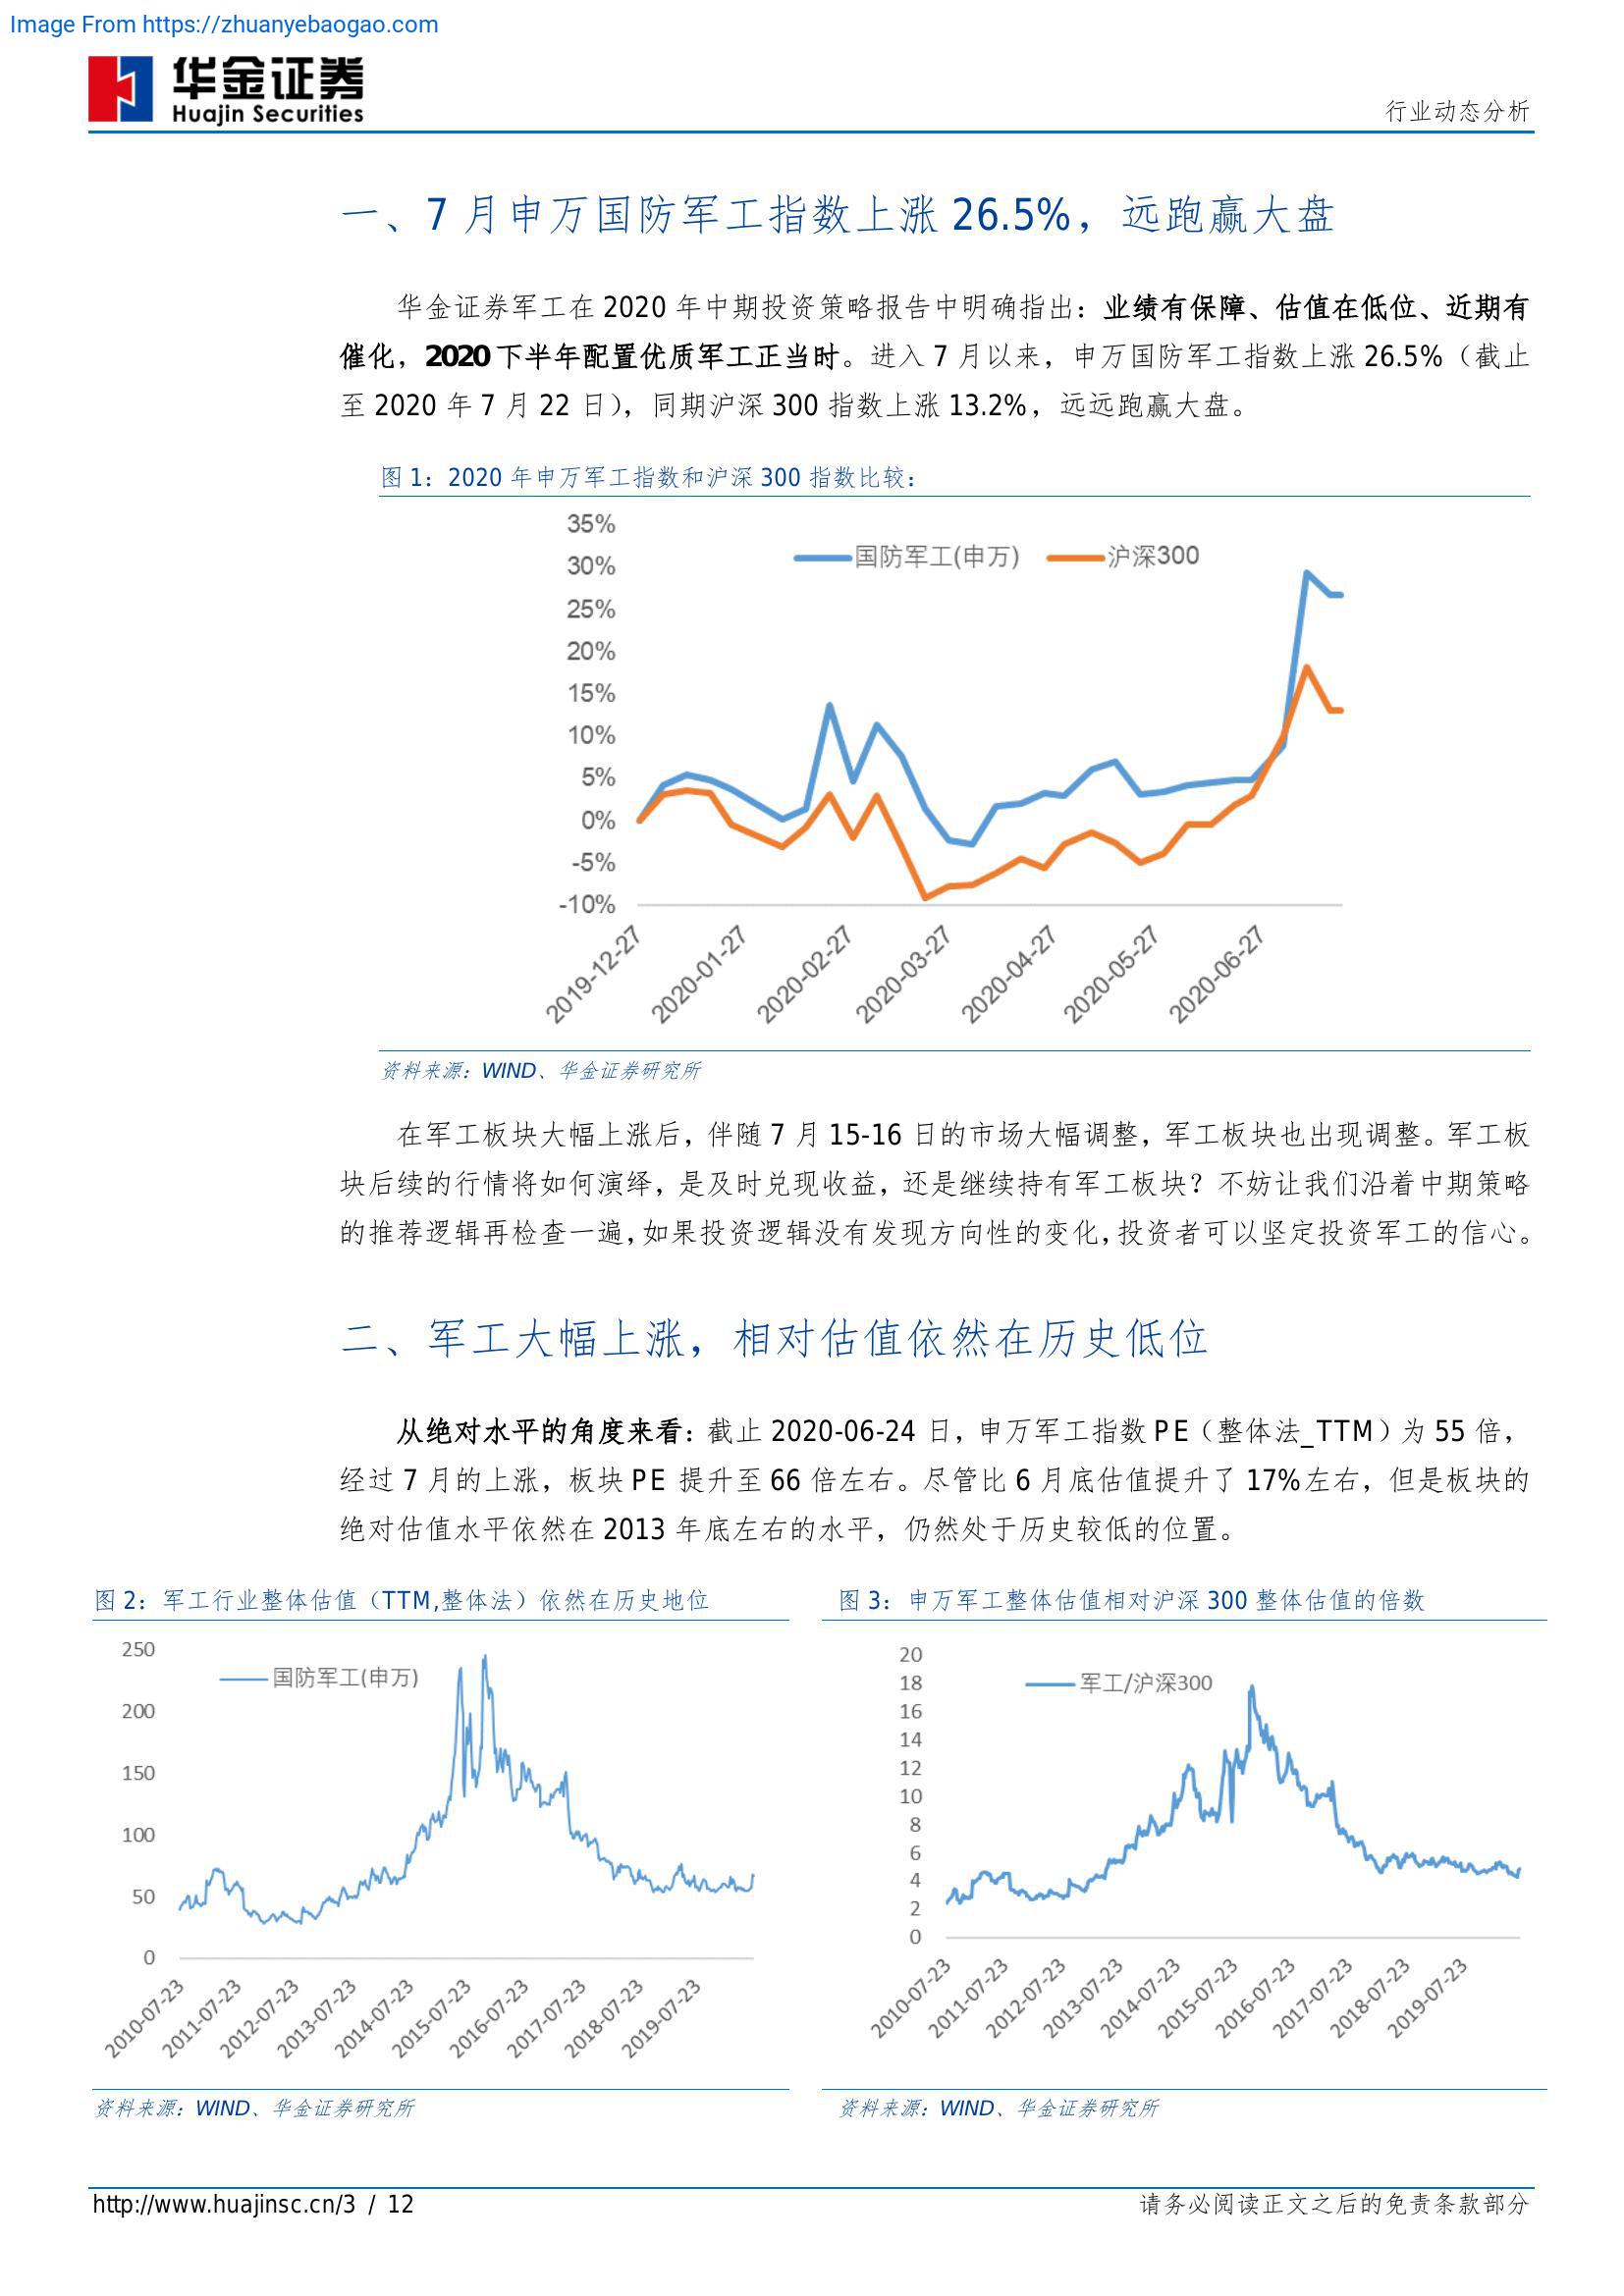 Image From https://zhuanyebaogao.com
华金证券
Huajin Securities
行业动态分析
一、7 月申万国防军工指数上涨 26.5%，远跑赢大盘
华金证券军工在 2020 年中期投资策略报告中明确指出：业绩有保障、估值在低位、近期有
催化，2020 下半年配置优质军工正当时。进入 7 月以来，申万国防军工指数上涨 26.5%（截止
至 2020 年 7 月 22 日），同期沪深 300 指数上涨 13.2%，远远跑赢大盘。
图 1：2020 年申万军工指数和沪深 300 指数比较：
35%
国防军工(申万) 沪深300
30%
25%
20%
15%
10%
5%
0%
-5%
-10%
2019-12-27 2020-01-27 2020-02-27 2020-03-27 2020-04-27 2020-05-27 2020-06-27
资料来源：WIND、华金证券研究所
在军工板块大幅上涨后，伴随 7 月 15-16 日的市场大幅调整，军工板块也出现调整。军工板
块后续的行情将如何演绎，是及时兑现收益，还是继续持有军工板块？不妨让我们沿着中期策略
的推荐逻辑再检查一遍，如果投资逻辑没有发现方向性的变化，投资者可以坚定投资军工的信心。
二、军工大幅上涨，相对估值依然在历史低位
从绝对水平的角度来看：截止 2020-06-24 日，申万军工指数 PE（整体法_TTM）为 55 倍，
经过 7 月的上涨，板块 PE 提升至 66 倍左右。尽管比 6 月底估值提升了 17%左右，但是板块的
绝对估值水平依然在 2013 年底左右的水平，仍然处于历史较低的位置。
图 2：军工行业整体估值（TTM,整体法）依然在历史地位
250
国防军工(申万)
200
150
100
50
0
2010-07-23 2011-07-23 2012-07-23 2013-07-23 2014-07-23 2015-07-23 2016-07-23 2017-07-23 2018-07-23 2019-07-23
资料来源：WIND、华金证券研究所
图 3：申万军工整体估值相对沪深 300 整体估值的倍数
20
18
军工/沪深300
16
14
12
10
8
6
4
2
0
2010-07-23 2011-07-23 2012-07-23 2013-07-23 2014-07-23 2015-07-23 2016-07-23 2017-07-23 2018-07-23 2019-07-23
资料来源：WIND、华金证券研究所
http://www.huajinsc.cn/3 / 12
请务必阅读正文之后的免责条款部分